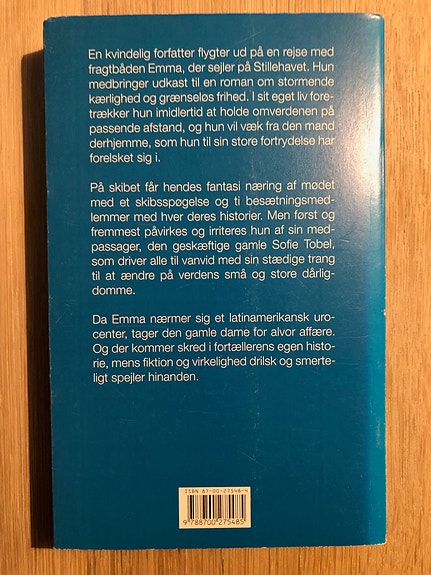 En kvindelig forfatter flygter ud på en rejse med
fragtbåden Emma, der sejler på Stillehavet. Hun
medbringer udkast til en roman om stormende
kærlighed og grænseløs frihed. I sit eget liv fore-
trækker hun imidlertid at holde omverdenen på
passende afstand, og hun vil væk fra den mand
derhjemme, som hun til sin store fortrydelse har
forelsket sig i.
På skibet får hendes fantasi næring af mødet
med et skibsspøgelse og ti besætningsmed-
lemmer med hver deres historier. Men først og
fremmest påvirkes og irriteres hun af sin med-
passager, den geskæftige gamle Sofie Tobel,
som driver alle til vanvid med sin stædige trang
til at ændre på verdens små og store dårlig-
domme.
Da Emma nærmer sig et latinamerikansk uro-
center, tager den gamle dame for alvor affære.
Og der kommer skred i fortællerens egen histo-
rie, mens fiktion og virkelighed drilsk og smerte-
ligt spejler hinanden.
ISBN 87-00-27548-4
9788700275485